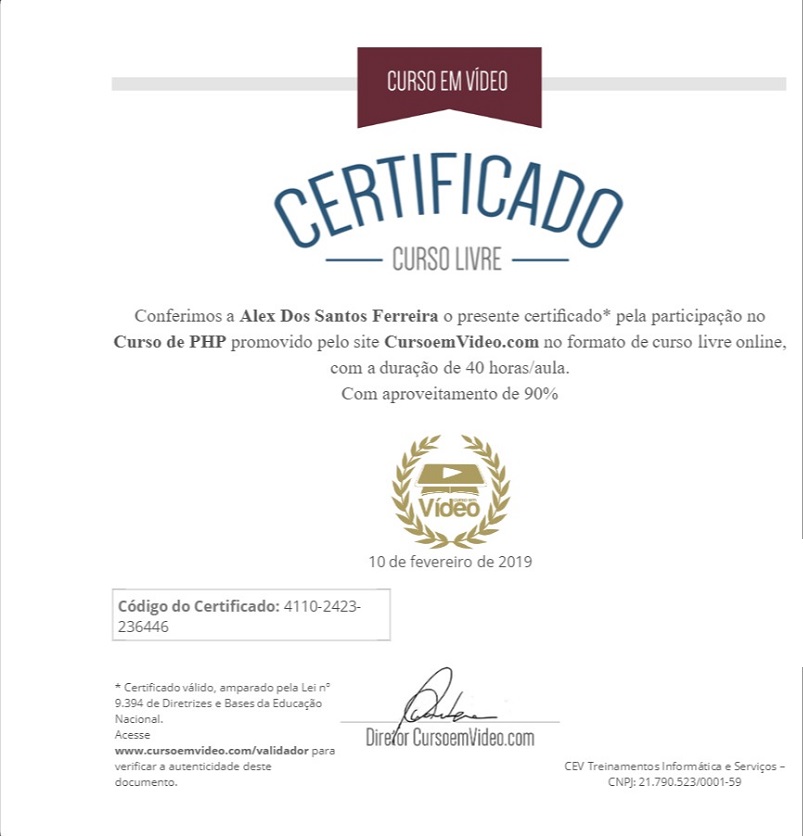 CURSO EM VÍDEO
CERTIFICADO
CURSO LIVRE
Conferimos a Alex Dos Santos Ferreira o presente certificado* pela participação no
Curso de PHP promovido pelo site CursoemVideo.com no formato de curso livre online,
com a duração de 40 horas/aula.
Com aproveitamento de 90%
Vídeo
10 de fevereiro de 2019
Código do Certificado: 4110-2423-
236446
* Certificado válido, amparado pela Lei nº
9.394 de Diretrizes e Bases da Educação
Nacional.
Acesse
www.cursoemvideo.com/validador para
verificar a autenticidade deste
documento.
Diretor CursoemVideo.com
CEV Treinamentos Informática e Serviços –
CNPJ: 21.790.523/0001-59